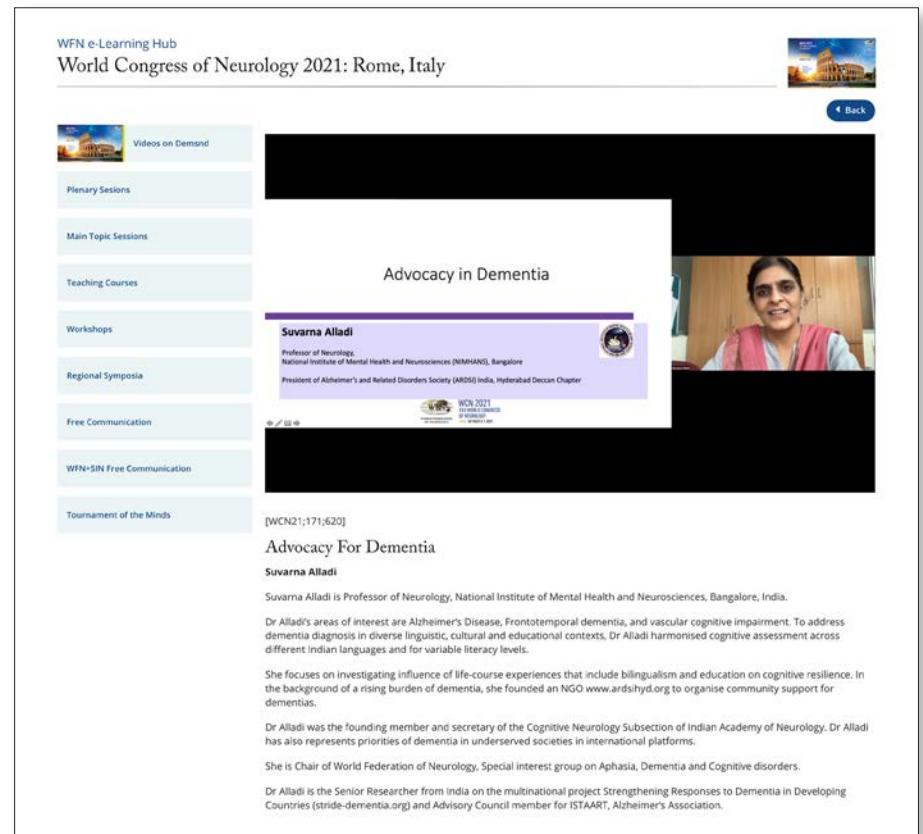 WFN e-Learning Hub
World Congress of Neurology 2021: Rome, Italy
Back
Videos on Demsnd
Plenary Sesions
Main Topic Sessions
Teaching Courses
Workshops
Regional Symposia
Free Communication
WFN+SIN Free Communication
Tournament of the Minds
Advocacy in Dementia
Suvarna Alladi
Professor of Neurology,
National Institute of Mental Health and Neurosciences (NIMHANS), Bangalore
President of Alzheimer's and Related Disorders Society (ARDSI) India, Hyderabad Deccan Chapter
WCN 2021
[WCN21;171;620]
Advocacy For Dementia
Suvarna Alladi
Suvarna Alladi is Professor of Neurology, National Institute of Mental Health and Neurosciences, Bangalore, India.
Dr Alladi's areas of interest are Alzheimer's Disease, Frontotemporal dementia, and vascular cognitive impairment. To address
dementia diagnosis in diverse linguistic, cultural and educational contexts, Dr Alladi harmonised cognitive assessment across
different Indian languages and for variable literacy levels.
She focuses on investigating influence of life-course experiences that include bilingualism and education on cognitive resilience. In
the background of a rising burden of dementia, she founded an NGO www.ardsihyd.org to organise community support for
dementias.
Dr Alladi was the founding member and secretary of the Cognitive Neurology Subsection of Indian Academy of Neurology. Dr Alladi
has also represents priorities of dementia in underserved societies in international platforms.
She is Chair of World Federation of Neurology, Special interest group on Aphasia, Dementia and Cognitive disorders.
Dr Alladi is the Senior Researcher from India on the multinational project Strengthening Responses to Dementia in Developing
Countries (stride-dementia.org) and Advisory Council member for ISTAART, Alzheimer's Association.